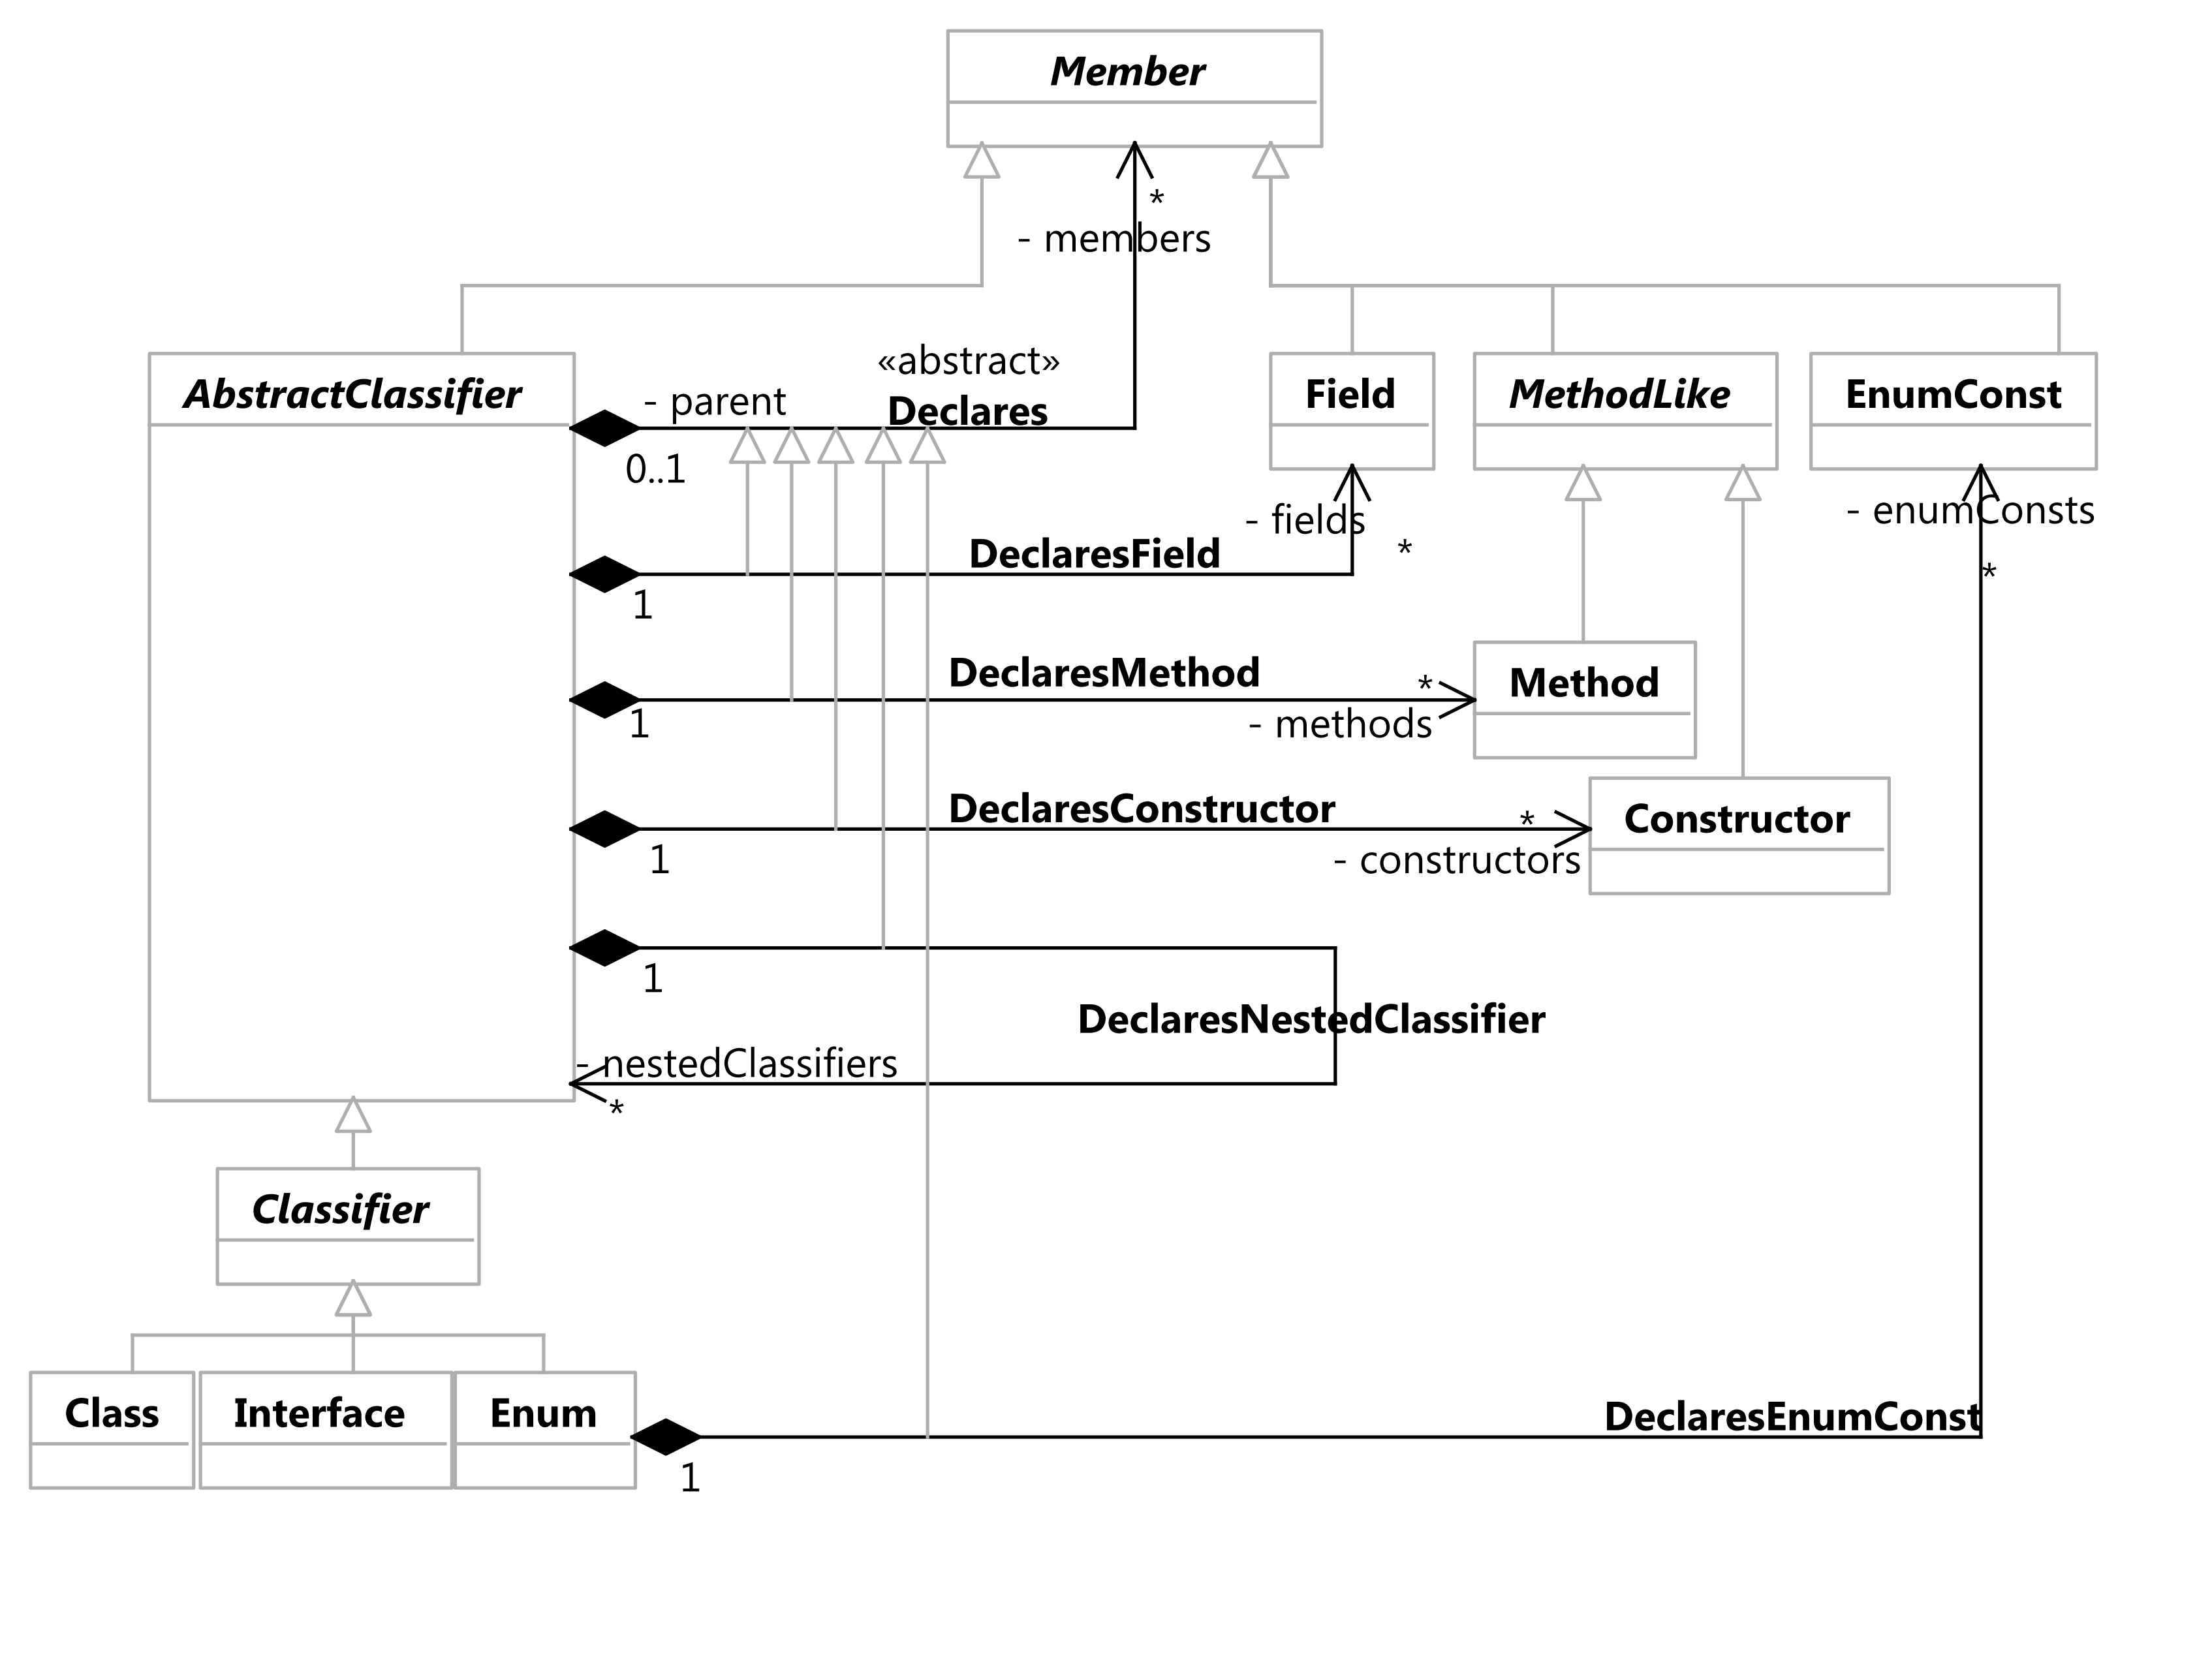 Member
*
- members
«abstract»
Declares
AbstractClassifier
- parent
0..1
Field
MethodLike
EnumConst
- fields
*
- enumConsts
*
DeclaresField
1
DeclaresMethod
*
1
- methods
Method
DeclaresConstructor
*
1
- constructors
Constructor
1
DeclaresNestedClassifier
- nestedClassifiers
*
Classifier
Class
Interface
Enum
DeclaresEnumConst
1